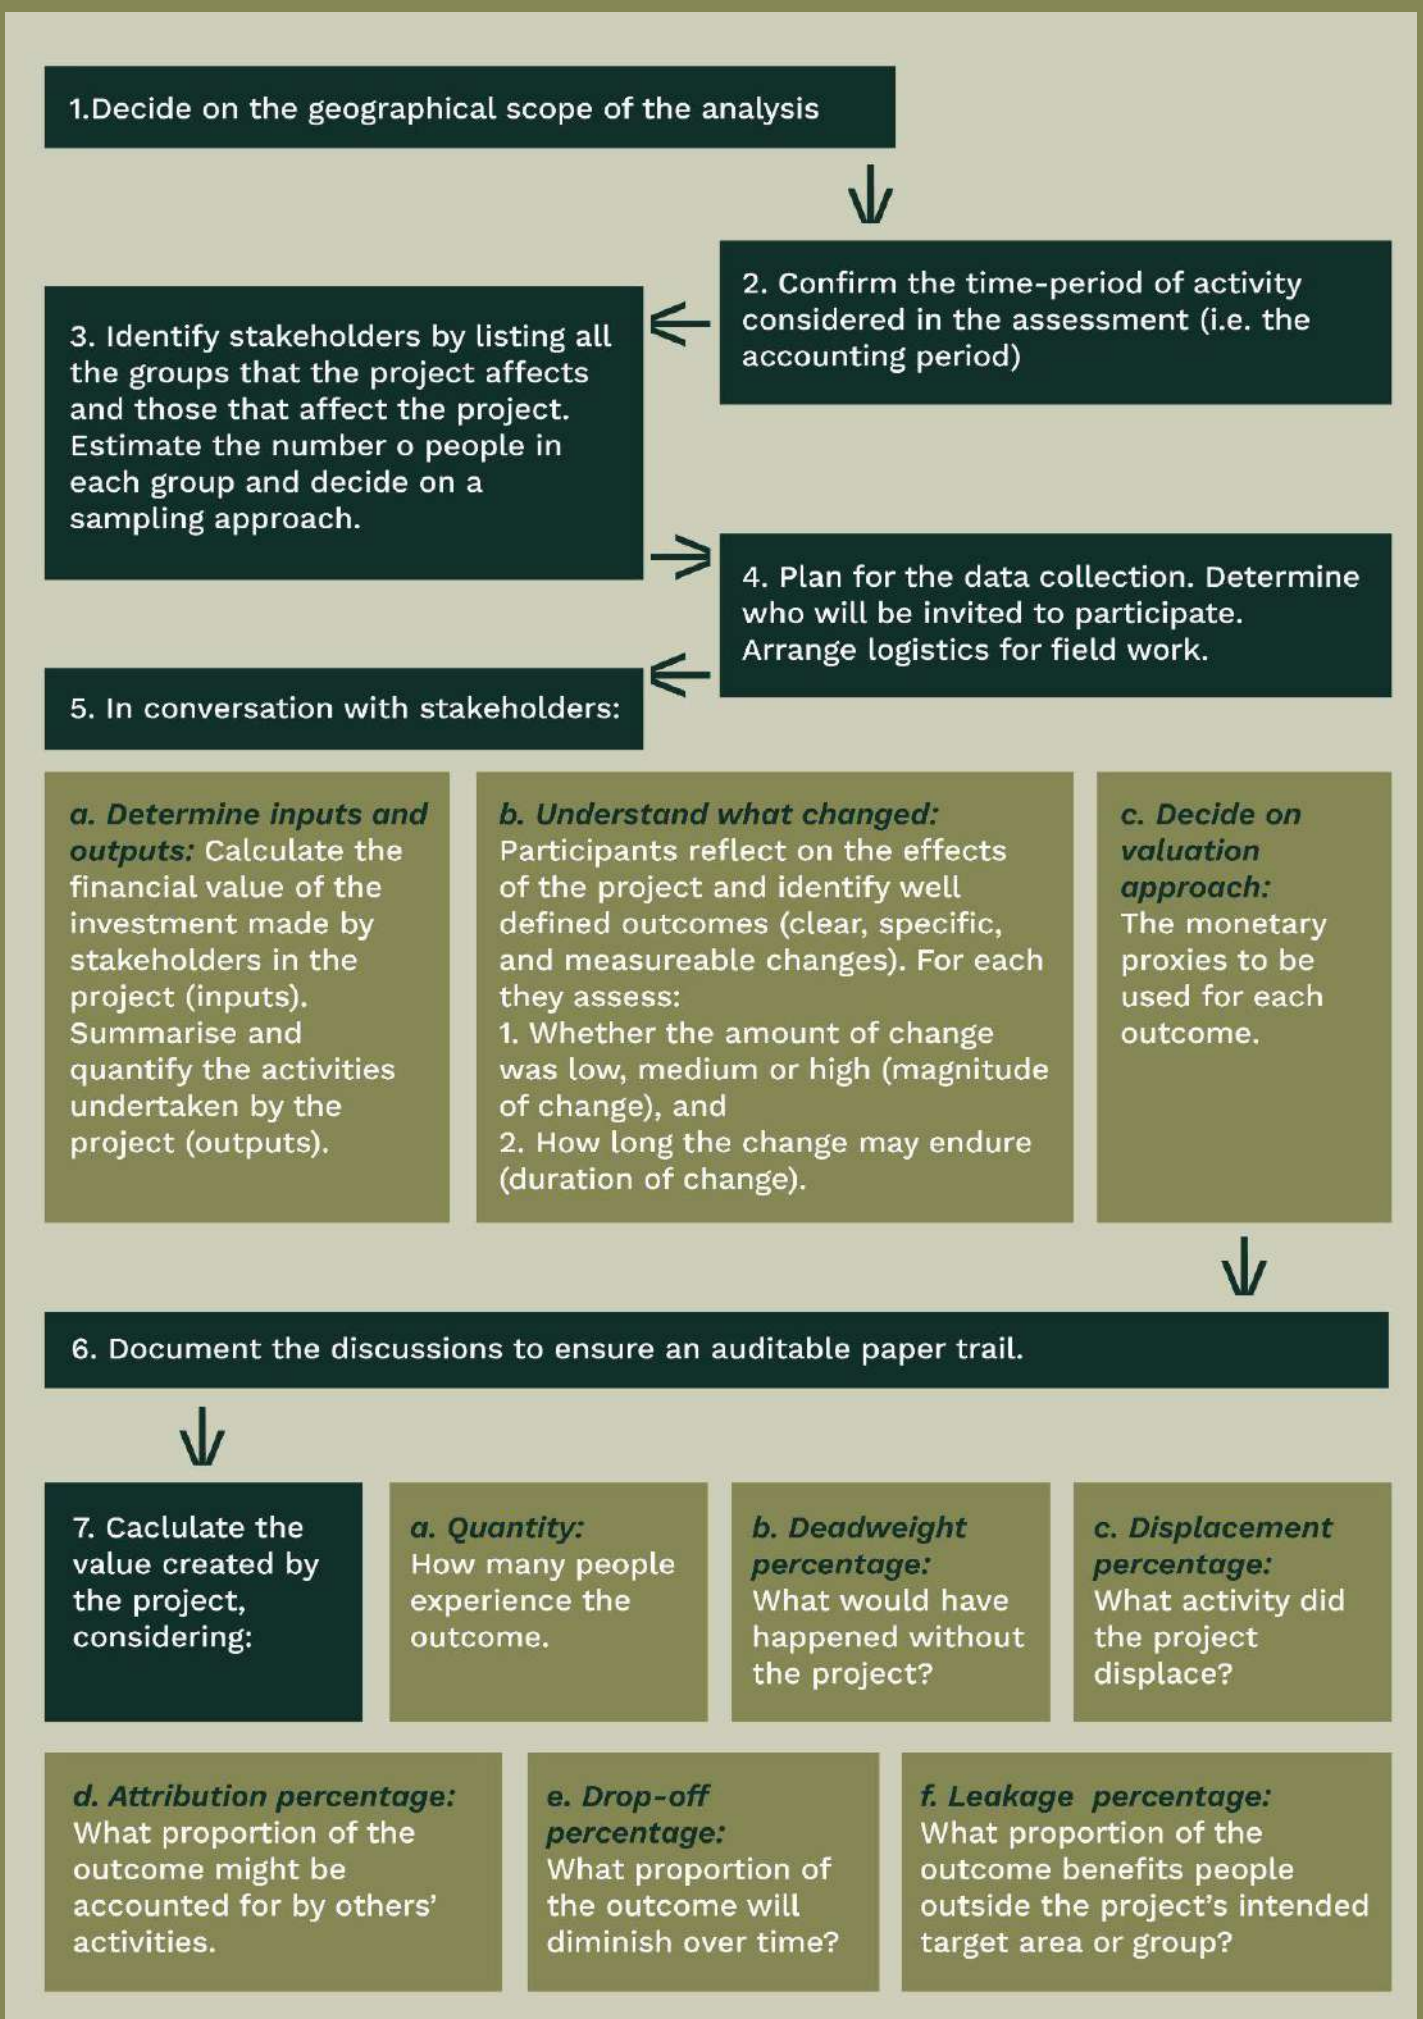 1.Decide on the geographical scope of the analysis
2. Confirm the time-period of activity
considered in the assessment (i.e. the
accounting period)
3. Identify stakeholders by listing all
the groups that the project affects
and those that affect the project.
Estimate the number o people in
each group and decide on a
sampling approach.
4. Plan for the data collection. Determine
who will be invited to participate.
Arrange logistics for field work.
5. In conversation with stakeholders:
a. Determine inputs and
outputs: Calculate the
financial value of the
investment made by
stakeholders in the
project (inputs).
Summarise and
quantify the activities
undertaken by the
project (outputs).
b. Understand what changed:
Participants reflect on the effects
of the project and identify well
defined outcomes (clear, specific,
and measureable changes). For each
they assess:
1. Whether the amount of change
was low, medium or high (magnitude
of change), and
2. How long the change may endure
(duration of change).
c. Decide on
valuation
approach:
The monetary
proxies to be
used for each
outcome.
6. Document the discussions to ensure an auditable paper trail.
7. Caclulate the
value created by
the project,
considering:
a. Quantity:
How many people
experience the
outcome.
b. Deadweight
percentage:
What would have
happened without
the project?
c. Displacement
percentage:
What activity did
the project
displace?
d. Attribution percentage:
What proportion of the
outcome might be
accounted for by others’
activities.
e. Drop-off
percentage:
What proportion of
the outcome will
diminish over time?
f. Leakage percentage:
What proportion of the
outcome benefits people
outside the project’s intended
target area or group?